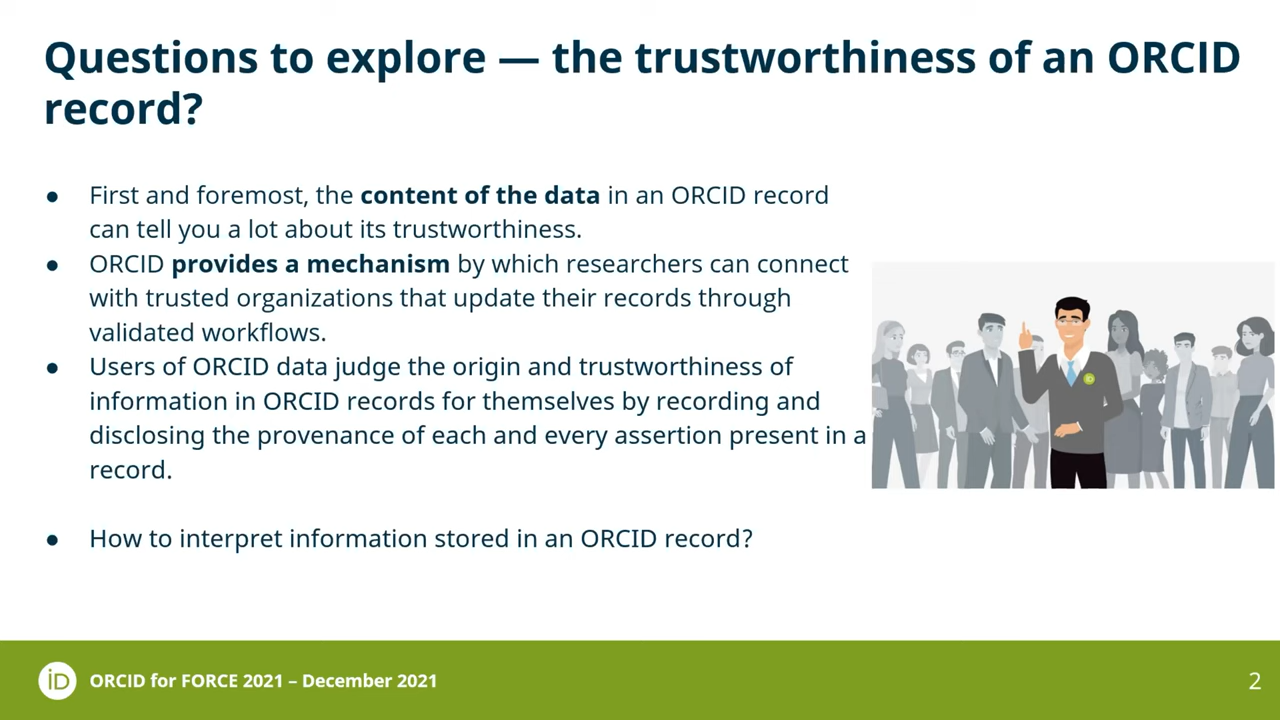 Questions to explore — the trustworthiness of an ORCID
record?
● First and foremost, the content of the data in an ORCID record
can tell you a lot about its trustworthiness.
● ORCID provides a mechanism by which researchers can connect
with trusted organizations that update their records through
validated workflows.
● Users of ORCID data judge the origin and trustworthiness of
information in ORCID records for themselves by recording and
disclosing the provenance of each and every assertion present in a
record.
● How to interpret information stored in an ORCID record?
iD ORCID for FORCE 2021 – December 2021
2